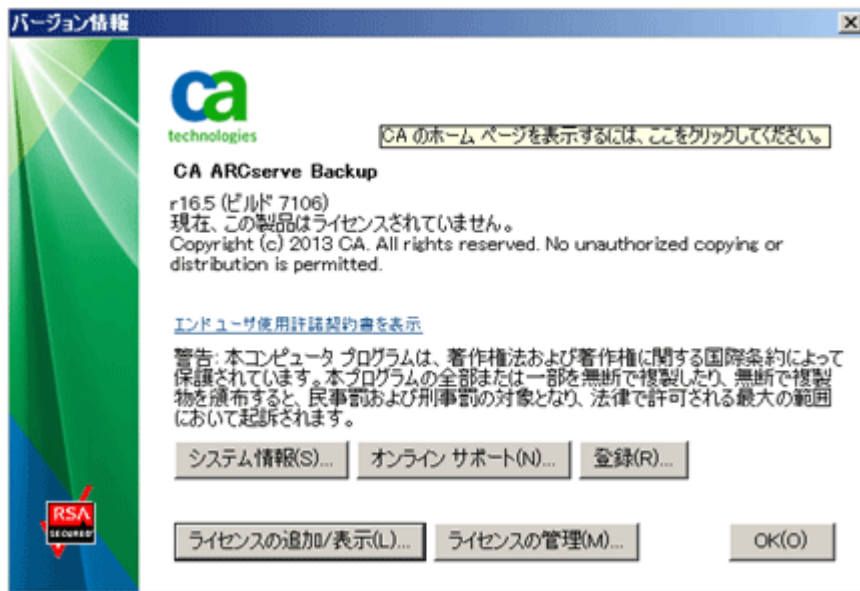 バージョン情報
ca
technologies
CA のホーム ページを表示するには、ここをクリックしてください。
CA ARCserve Backup
r16.5 (ビルド 7106)
現在、この製品はライセンスされていません。
Copyright (c) 2013 CA. All rights reserved. No unauthorized copying or
distribution is permitted.
エンドユーザ使用許諾契約書を表示
警告: 本コンピュータ プログラムは、著作権法および著作権に関する国際条約によって
保護されています。本プログラムの全部または一部を無断で複製したり、無断で複製
物を頒布すると、民事罰および刑事罰の対象となり、法律で許可される最大の範囲
において起訴されます。
システム情報(S)... オンライン サポート(N)... 登録(R)...
RSA
SECURED
ライセンスの追加/表示(L)... ライセンスの管理(M)... OK(O)